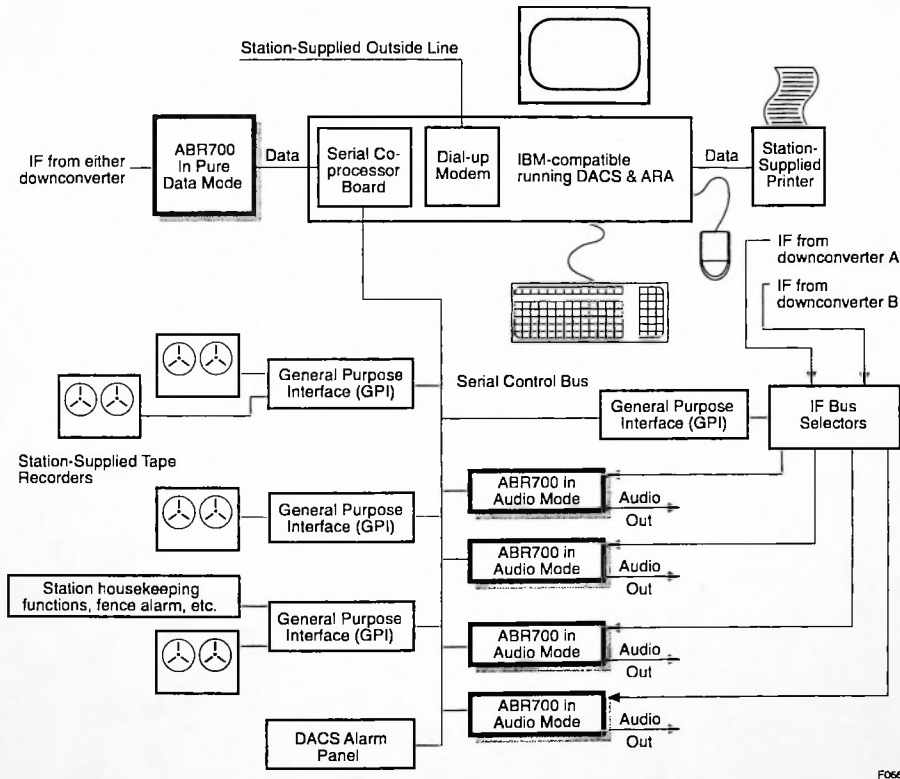 Station-Supplied Outside Line
IF from either
downconverter
ABR700
In Pure
Data Mode
Data
Serial Co-
processor
Board
Dial-up
Modem
IBM-compatible
running DACS & ARA
Data
Station-
Supplied
Printer
IF from
downconverter A
IF from
downconverter B
General Purpose
Interface (GPI)
Serial Control Bus
General Purpose
Interface (GPI)
IF Bus
Selectors
Station-Supplied Tape
Recorders
General Purpose
Interface (GPI)
ABR700 in
Audio Mode
Audio
Out
ABR700 in
Audio Mode
Audio
Out
Station housekeeping
functions, fence alarm, etc.
General Purpose
Interface (GPI)
ABR700 in
Audio Mode
Audio
Out
ABR700 in
Audio Mode
Audio
Out
DACS Alarm
Panel